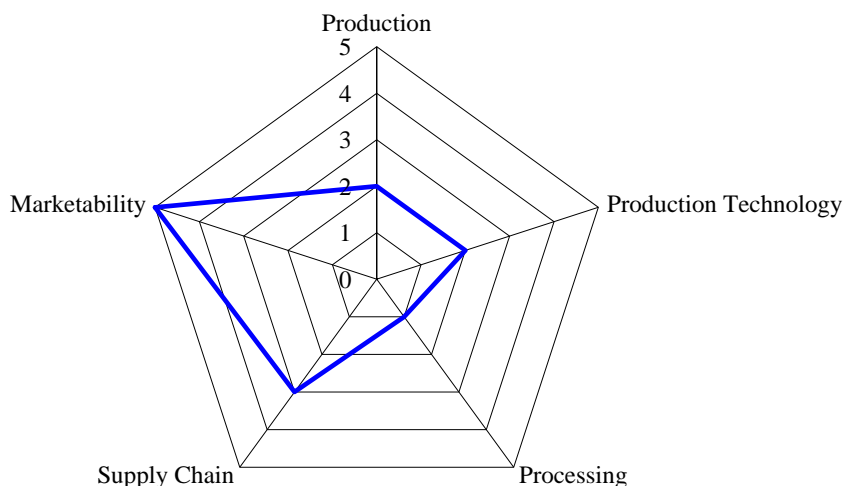 Production
5
4
3
2
1
0
Marketability
Production Technology
Supply Chain
Processing